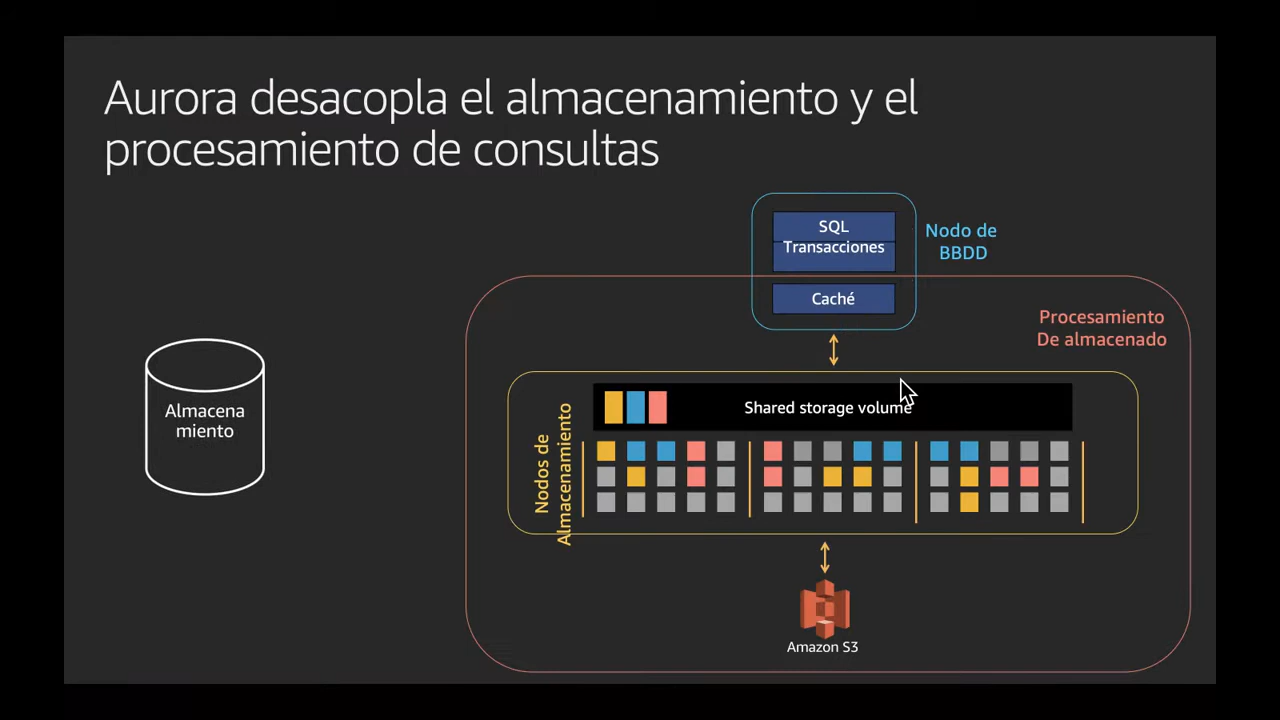 Aurora desacopla el almacenamiento y el
procesamiento de consultas
SQL
Transacciones
Caché
Nodo de
BBDD
Procesamiento
De almacenado
Almacena
miento
Nodos de
Almacenamiento
Shared storage volume
Amazon S3